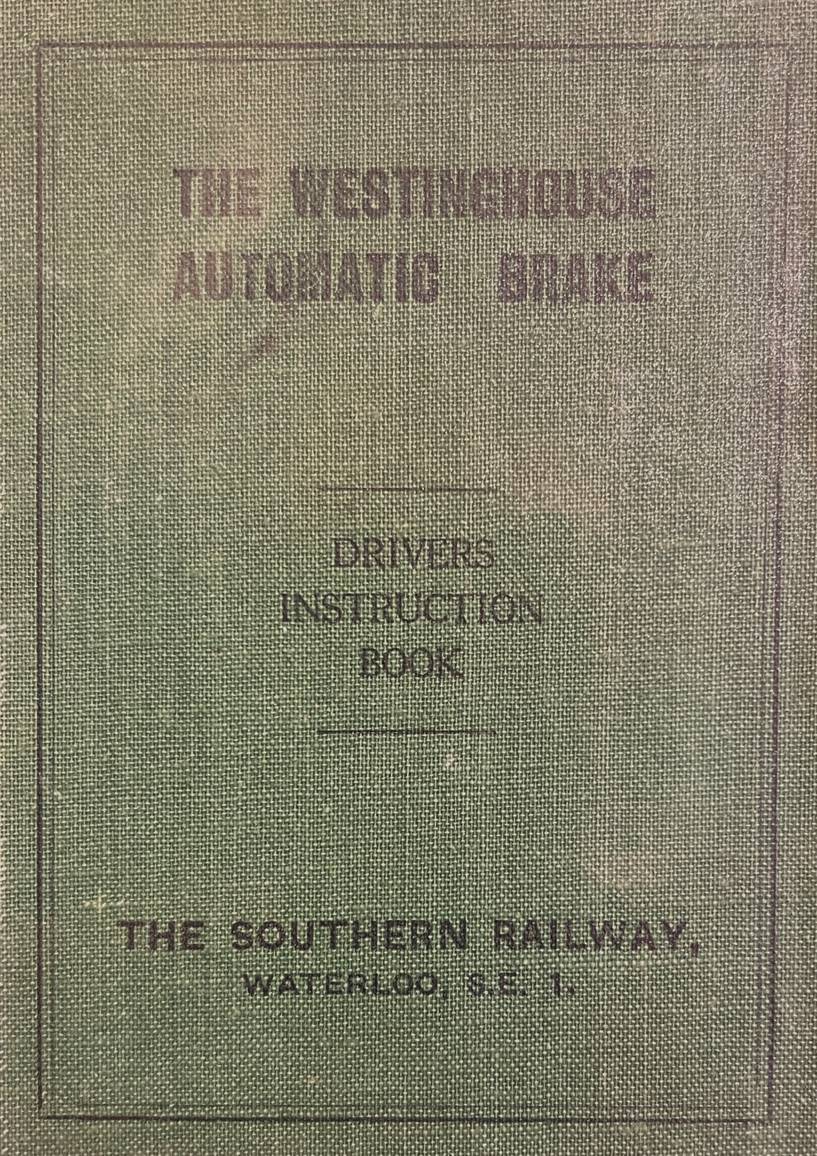 THE WESTINGHOUSE
AUTOMATIC BRAKE
DRIVERS
INSTRUCTION
BOOK
THE SOUTHERN RAILWAY,
WATERLOO, S.E. 1.